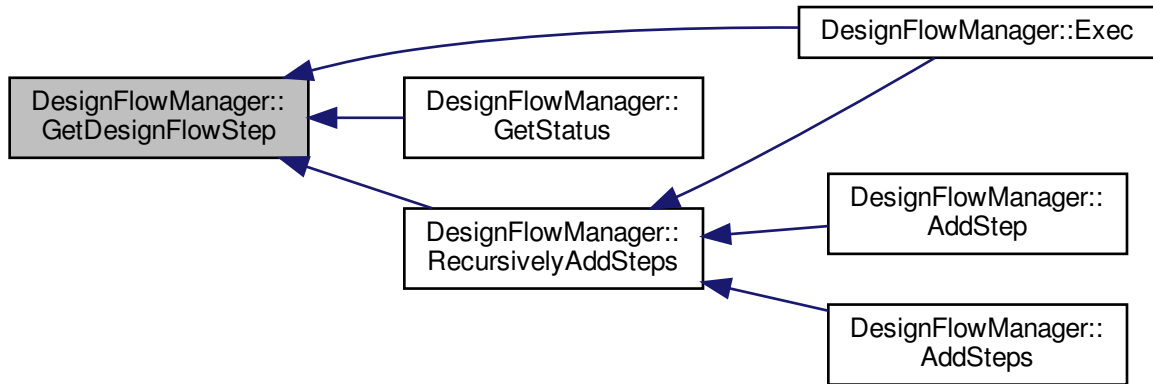 DesignFlowManager::Exec
DesignFlowManager::
GetDesignFlowStep
DesignFlowManager::
GetStatus
DesignFlowManager::
RecursivelyAddSteps
DesignFlowManager::
AddStep
DesignFlowManager::
AddSteps